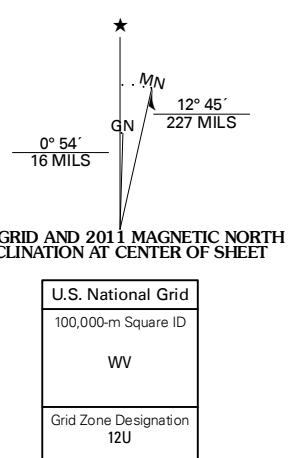 ★
MN
12° 45´
227 MILS
GN
0° 54´
16 MILS
GRID AND 2011 MAGNETIC NORTH
CLINATION AT CENTER OF SHEET
U.S. National Grid
100,000-m Square ID
WV
Grid Zone Designation
12U